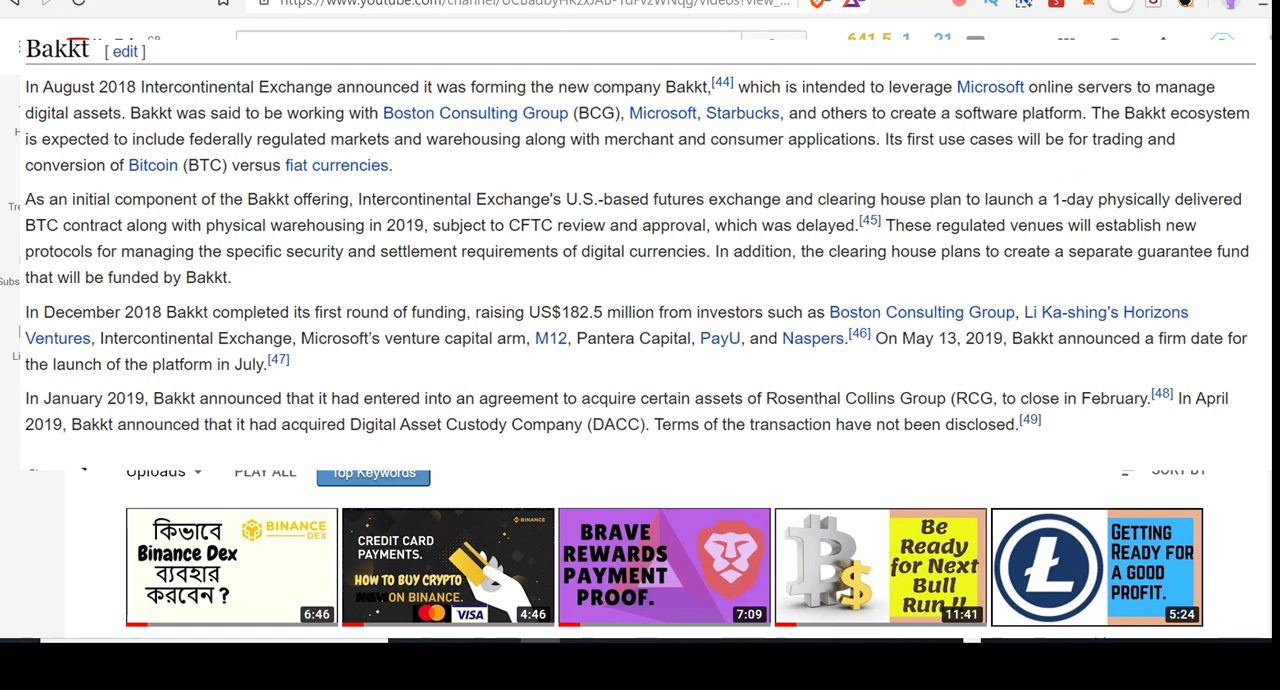 https://www.youtube.com/channel/
Bakkt [ edit ]
In August 2018 Intercontinental Exchange announced it was forming the new company Bakkt,[44] which is intended to leverage Microsoft online servers to manage
digital assets. Bakkt was said to be working with Boston Consulting Group (BCG), Microsoft, Starbucks, and others to create a software platform. The Bakkt ecosystem
is expected to include federally regulated markets and warehousing along with merchant and consumer applications. Its first use cases will be for trading and
conversion of Bitcoin (BTC) versus fiat currencies.
As an initial component of the Bakkt offering, Intercontinental Exchange's U.S.-based futures exchange and clearing house plan to launch a 1-day physically delivered
BTC contract along with physical warehousing in 2019, subject to CFTC review and approval, which was delayed.[45] These regulated venues will establish new
protocols for managing the specific security and settlement requirements of digital currencies. In addition, the clearing house plans to create a separate guarantee fund
that will be funded by Bakkt.
In December 2018 Bakkt completed its first round of funding, raising US$182.5 million from investors such as Boston Consulting Group, Li Ka-shing's Horizons
Ventures, Intercontinental Exchange, Microsoft's venture capital arm, M12, Pantera Capital, PayU, and Naspers.[46] On May 13, 2019, Bakkt announced a firm date for
the launch of the platform in July.[47]
In January 2019, Bakkt announced that it had entered into an agreement to acquire certain assets of Rosenthal Collins Group (RCG, to close in February.[48] In April
2019, Bakkt announced that it had acquired Digital Asset Custody Company (DACC). Terms of the transaction have not been disclosed.[49]
Uploads PLAY ALL Top Keywords SORT BY
কিভাবে
Binance Dex
ব্যবহার
করবেন ?
BINANCE
DEX
6:46
BINANCE
CREDIT CARD
PAYMENTS.
HOW TO BUY CRYPTO
ON BINANCE.
VISA
4:46
BRAVE
REWARDS
PAYMENT
PROOF.
7:09
Be
Ready
for Next
Bull
Run !!
11:41
GETTING
READY FOR
A GOOD
PROFIT.
5:24